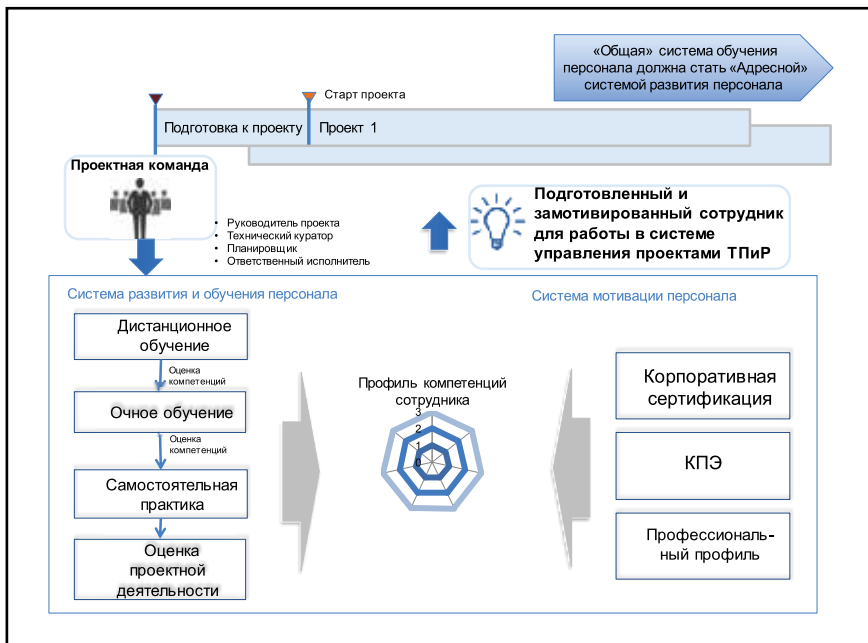 «Общая» система обучения
персонала должна стать «Адресной»
системой развития персонала
Старт проекта
Подготовка к проекту
Проект 1
Проектная команда
• Руководитель проекта
• Технический куратор
• Планировщик
• Ответственный исполнитель
Подготовленный и
замотивированный сотрудник
для работы в системе
управления проектами ТПиР
Система развития и обучения персонала
Система мотивации персонала
Дистанционное
обучение
Оценка
компетенций
Очное обучение
Оценка
компетенций
Самостоятельная
практика
Оценка
проектной
деятельности
Профиль компетенций
сотрудника
3
2
1
0
Корпоративная
сертификация
КПЭ
Профессиональ-
ный профиль